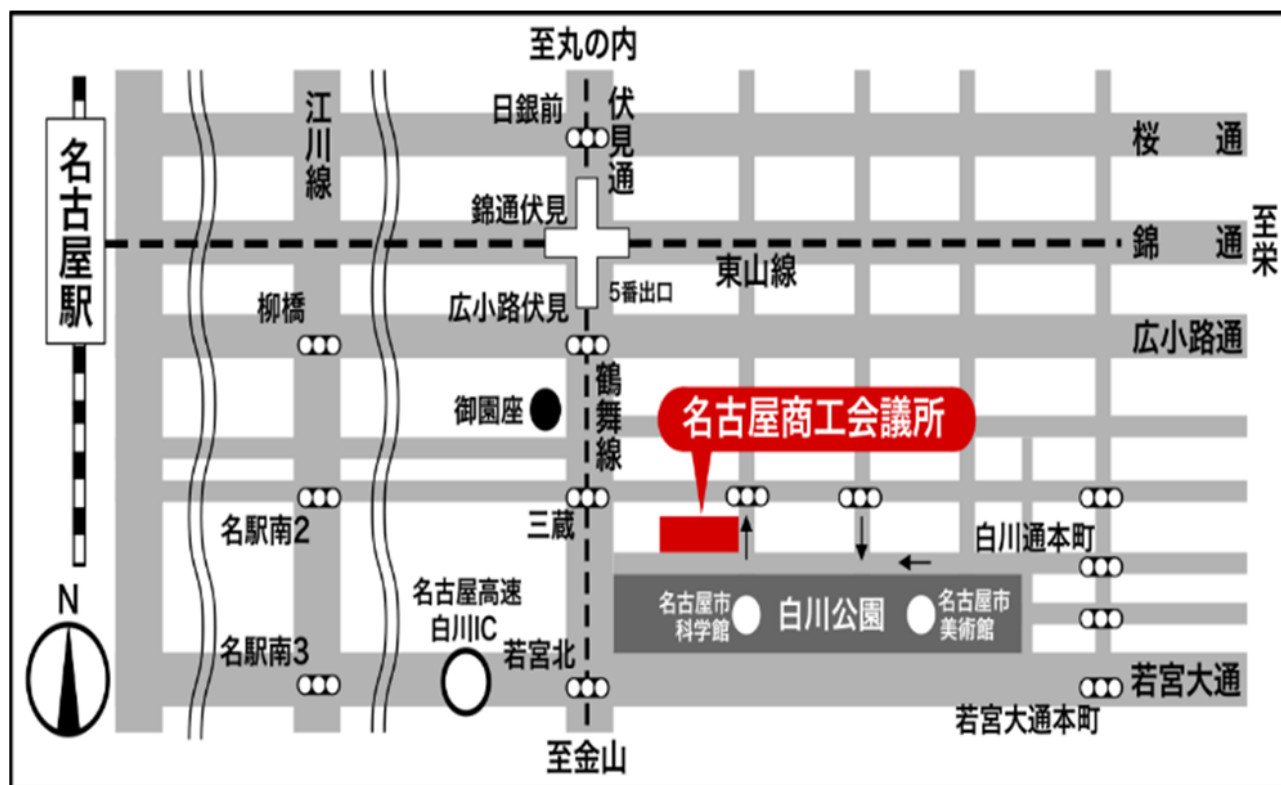 至丸の内
日銀前
伏見通
江川線
桜通
名古屋駅
錦通伏見
錦通
至栄
東山線
5番出口
柳橋
広小路伏見
広小路通
御園座
鶴舞線
名古屋商工会議所
名駅南2
三蔵
白川通本町
名古屋高速
白川IC
名古屋市
科学館
白川公園
名古屋市
美術館
N
名駅南3
若宮北
若宮大通
若宮大通本町
至金山